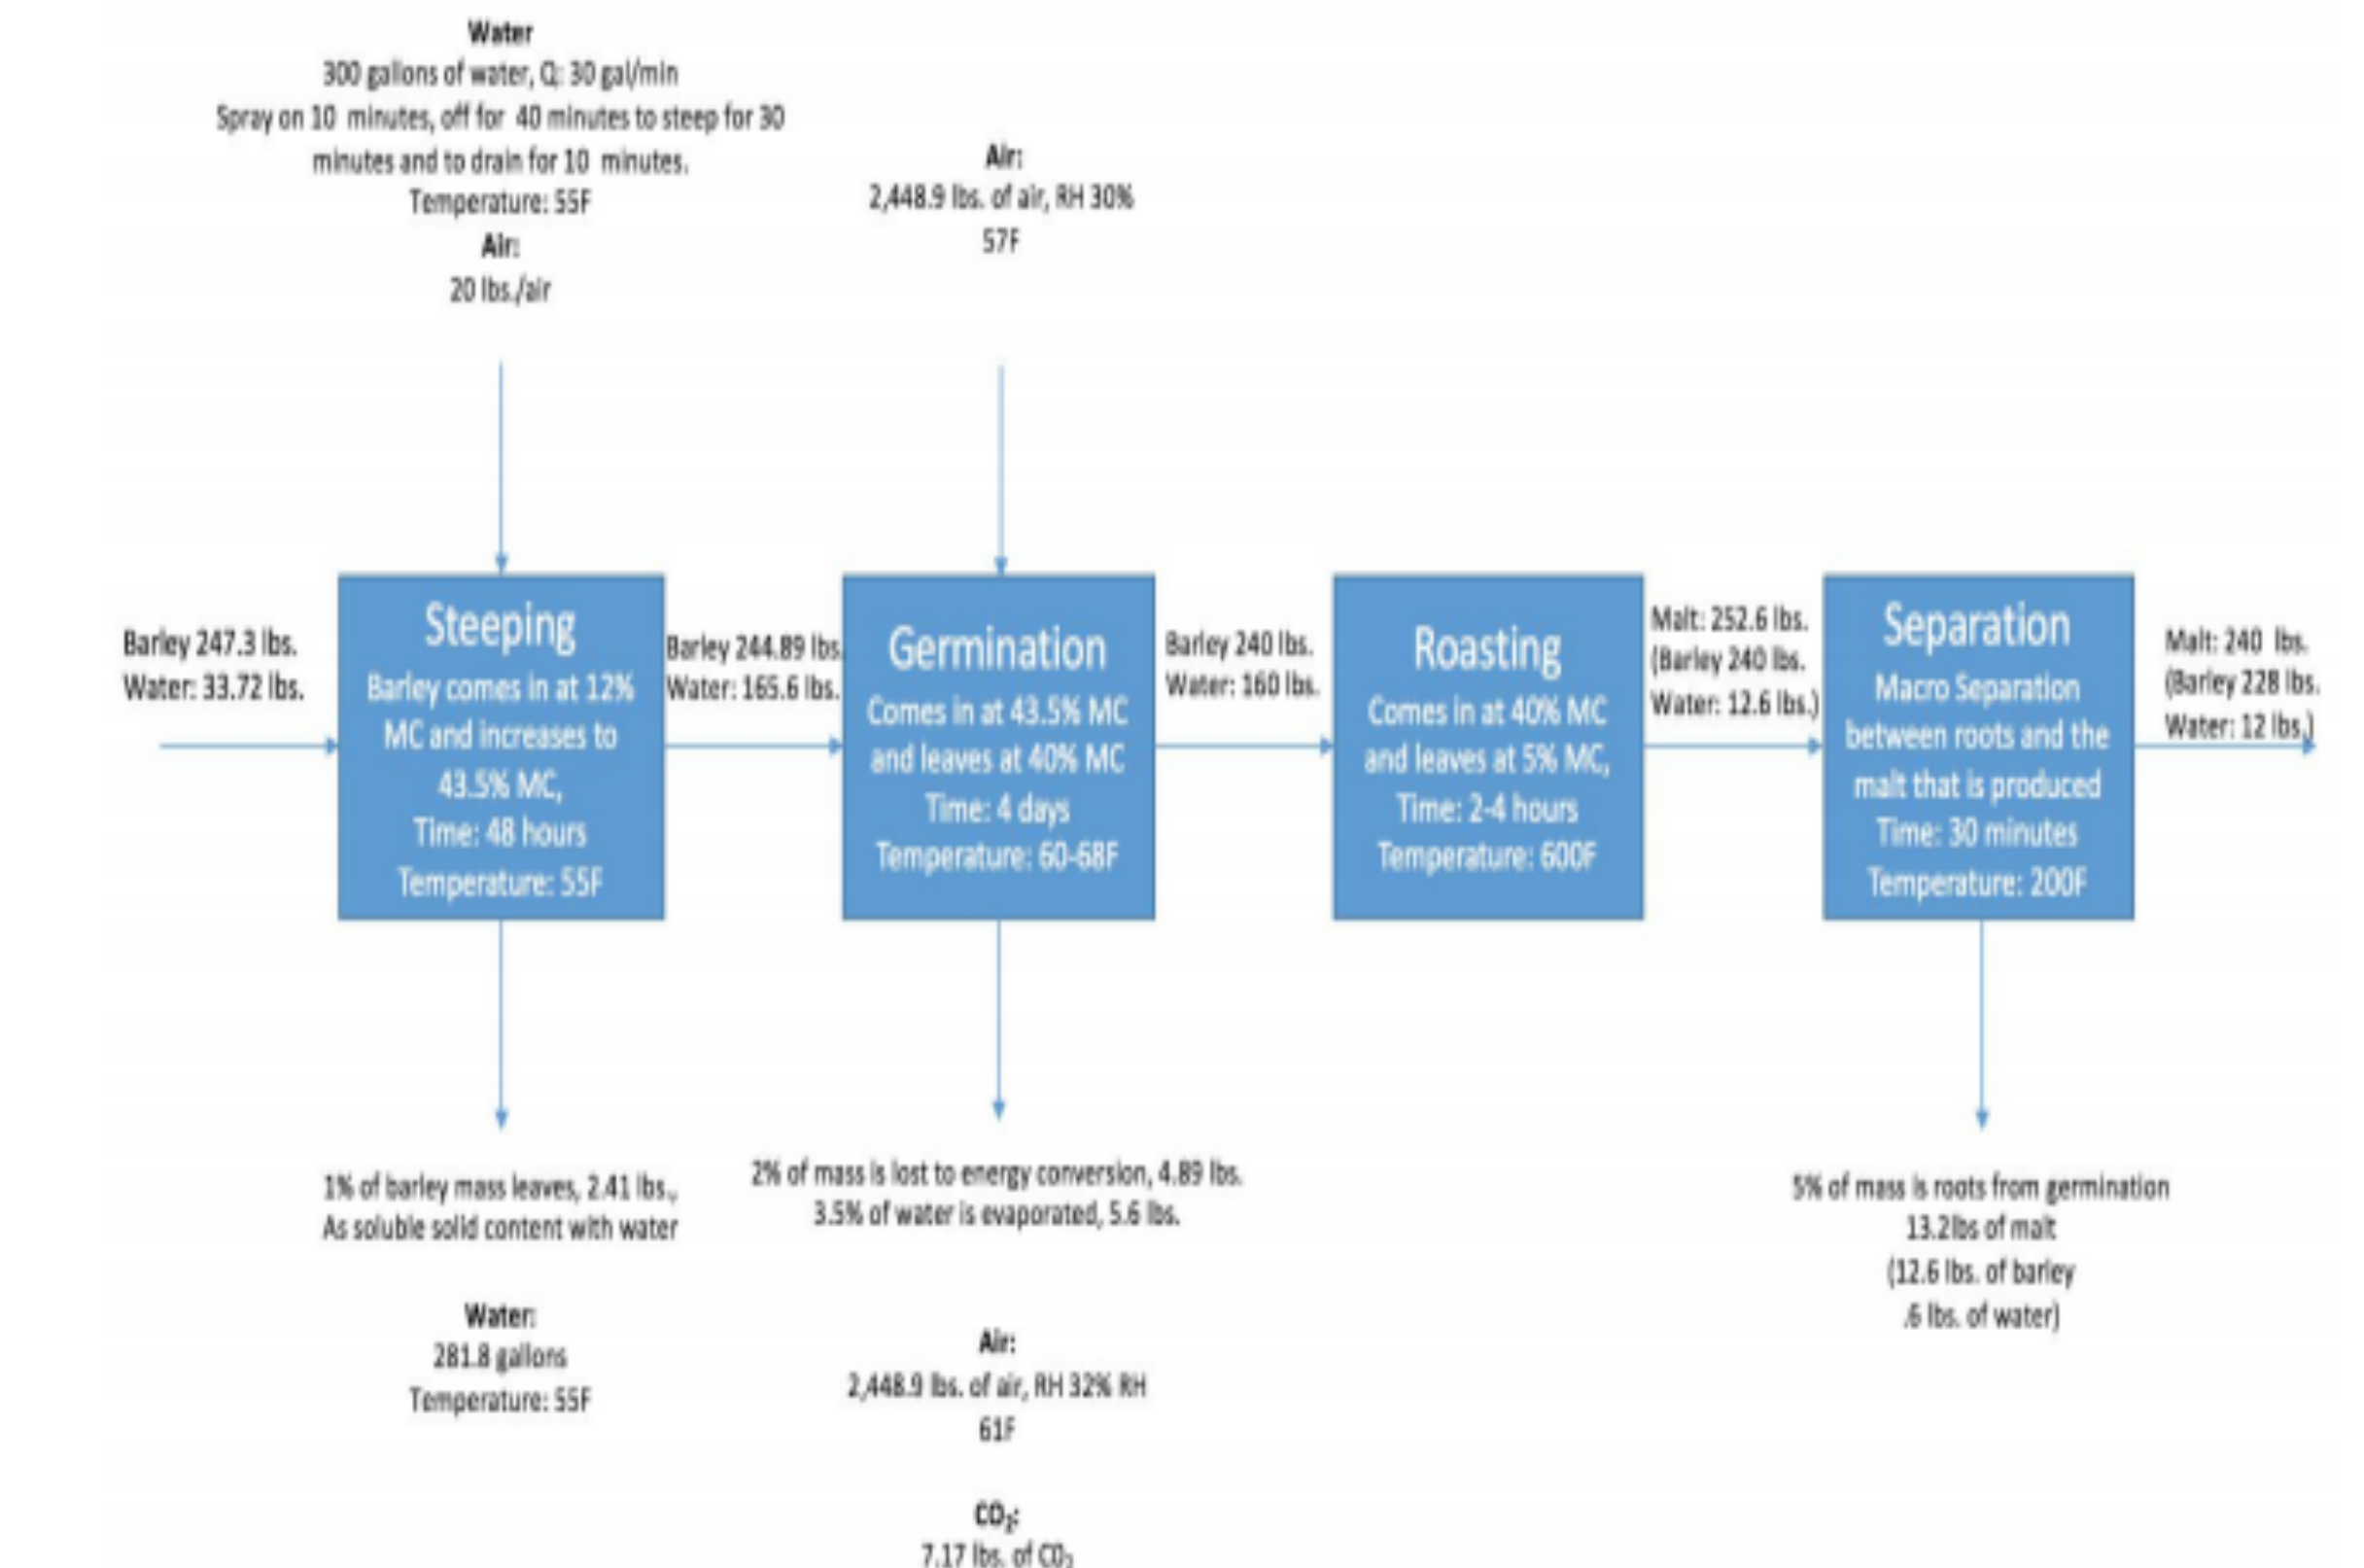 Water
300 gallons of water, Q: 30 gal/min
Spray on 10 minutes, off for 40 minutes to steep for 30
minutes and to drain for 10 minutes.
Temperature: 55F
Air:
20 lbs./air
Air:
2,448.9 lbs. of air, RH 30%
57F
Barley 247.3 lbs.
Water: 33.72 lbs.
Steeping
Barley comes in at 12%
MC and increases to
43.5% MC,
Time: 48 hours
Temperature: 55F
Barley 244.89 lbs.
Water: 165.6 lbs.
Germination
Comes in at 43.5% MC
and leaves at 40% MC
Time: 4 days
Temperature: 60-68F
Barley 240 lbs.
Water: 160 lbs.
Roasting
Comes in at 40% MC
and leaves at 5% MC,
Time: 2-4 hours
Temperature: 600F
Malt: 252.6 lbs.
(Barley 240 lbs.
Water: 12.6 lbs.)
Separation
Macro Separation
between roots and the
malt that is produced
Time: 30 minutes
Temperature: 200F
Malt: 240 lbs.
(Barley 228 lbs.
Water: 12 lbs.)
1% of barley mass leaves, 2.41 lbs.,
As soluble solid content with water
Water:
281.8 gallons
Temperature: 55F
2% of mass is lost to energy conversion, 4.89 lbs.
3.5% of water is evaporated, 5.6 lbs.
Air:
2,448.9 lbs. of air, RH 32% RH
61F
CO₂:
7.17 lbs. of C0₂
5% of mass is roots from germination
13.2lbs of malt
(12.6 lbs. of barley
.6 lbs. of water)